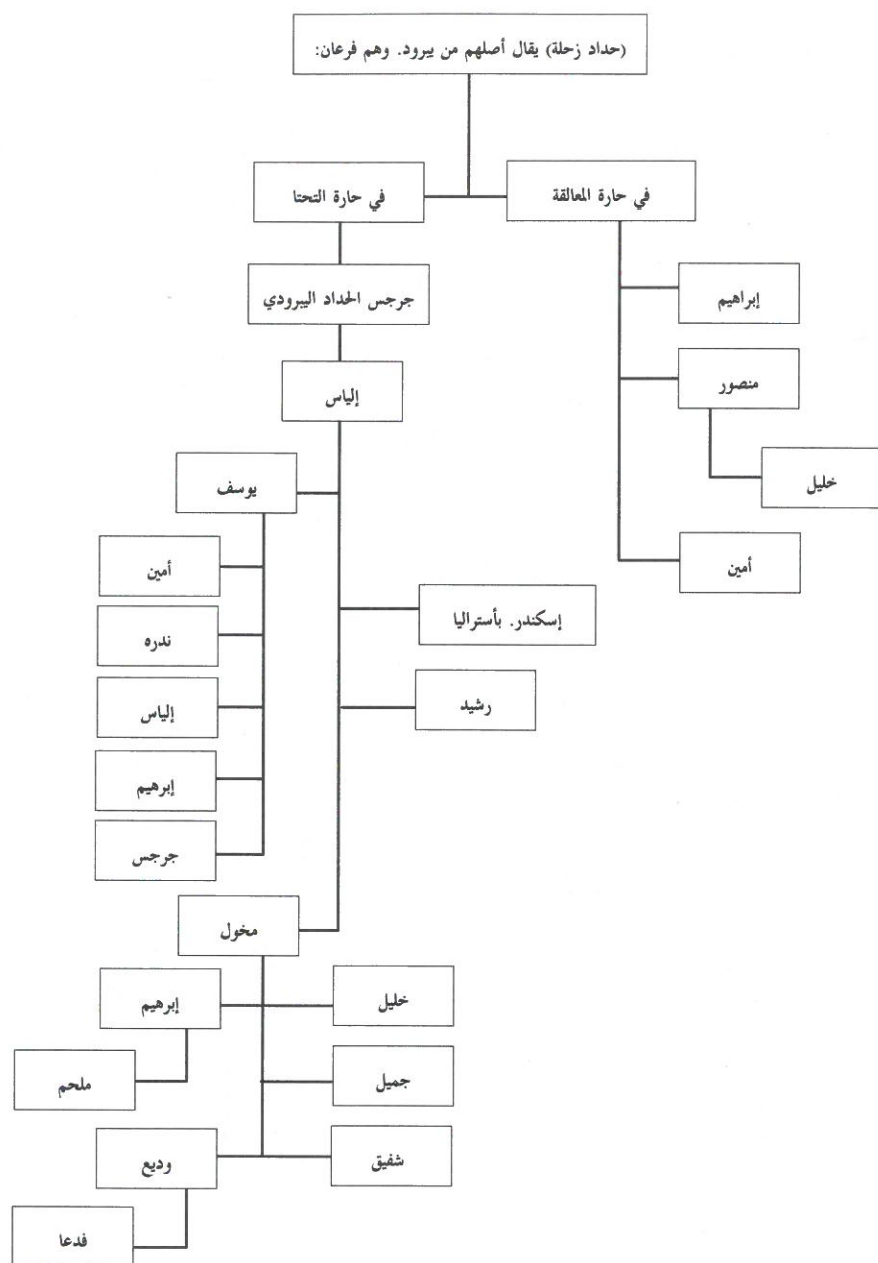 (حداد زحلة) يقال أصلهم من يبرود. وهم فرعان:
في حارة المعالقة
في حارة التحتا
إبراهيم
جرجس الحداد اليبرودي
منصور
إلياس
خليل
يوسف
أمين
أمين
إسكندر. بأستراليا
ندره
رشيد
إلياس
إبرهيم
جرجس
مخول
خليل
إبرهيم
جميل
ملحم
شفيق
وديع
فدعا